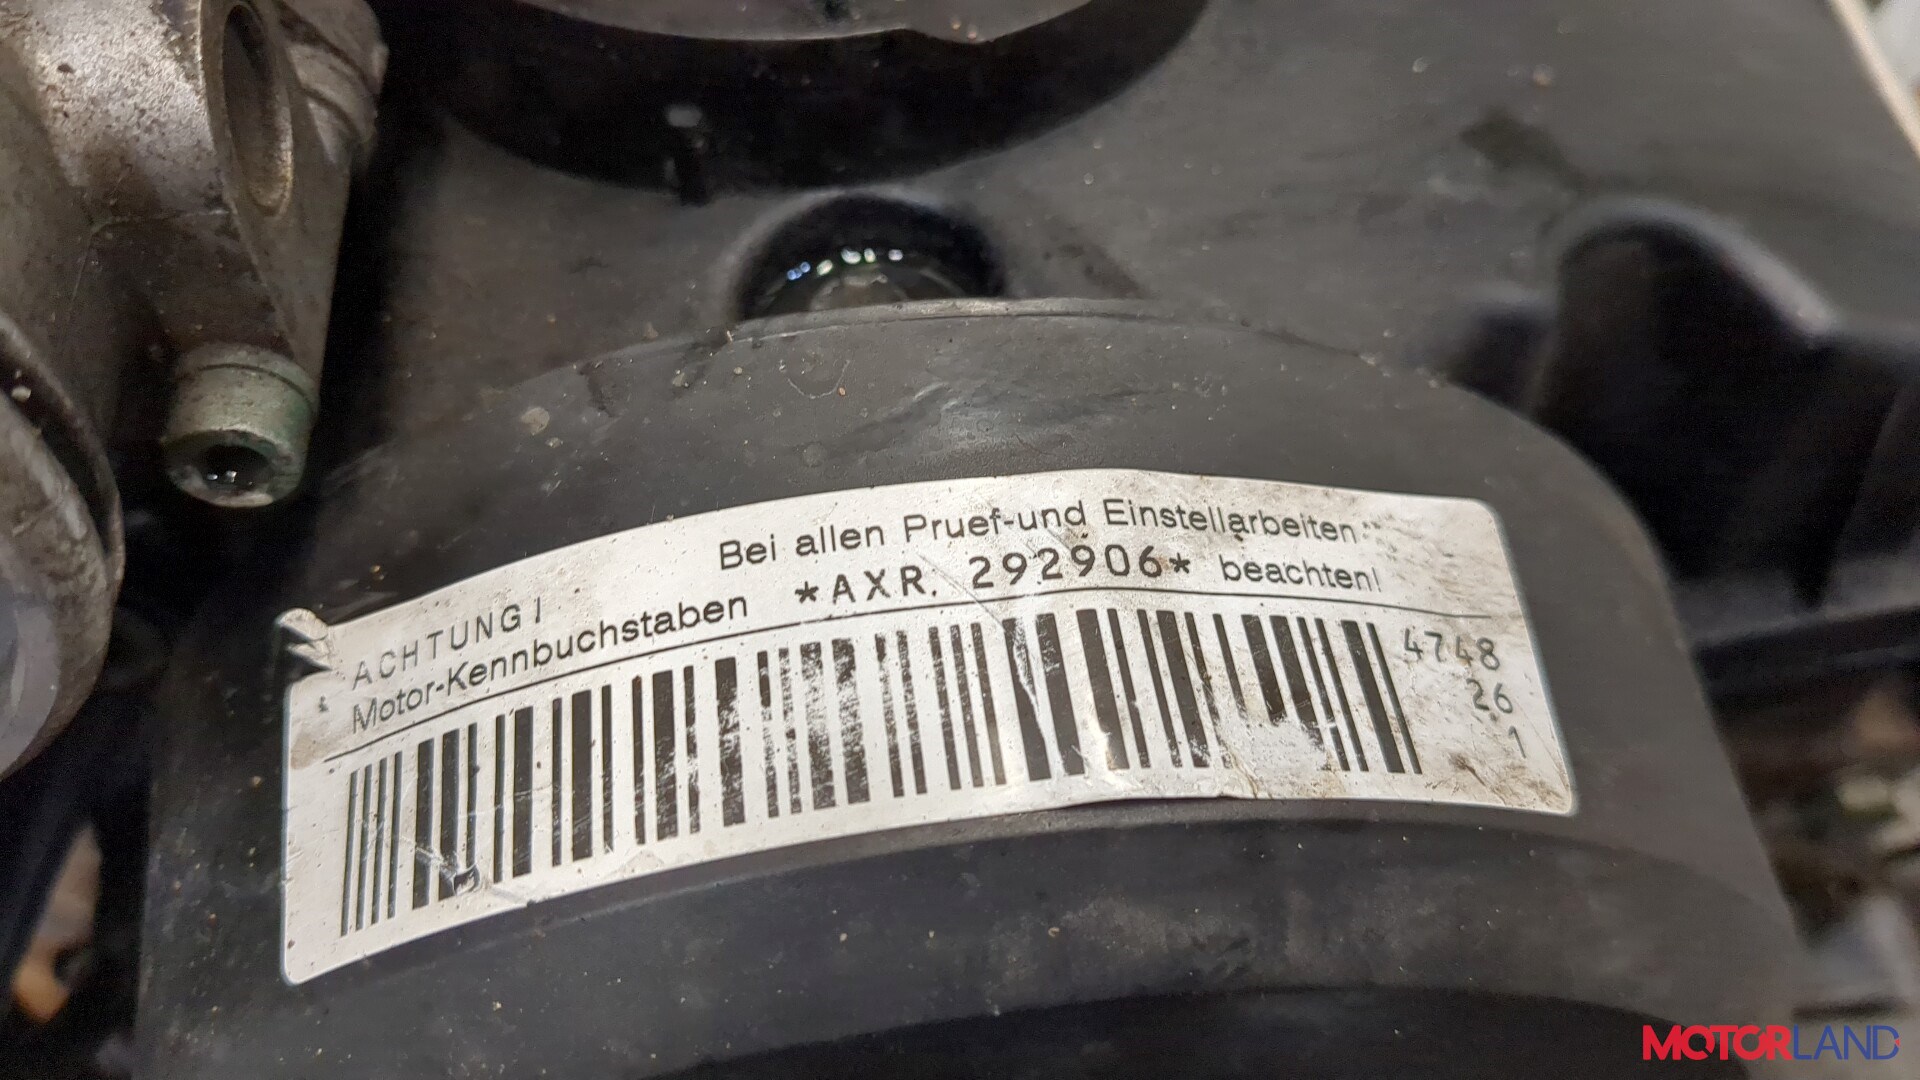 ACHTUNG! Bei allen Pruef-und Einstellarbeiten
Motor-Kennbuchstaben *AXR. 292906* beachten!
4748
26
1
MOTORLAND